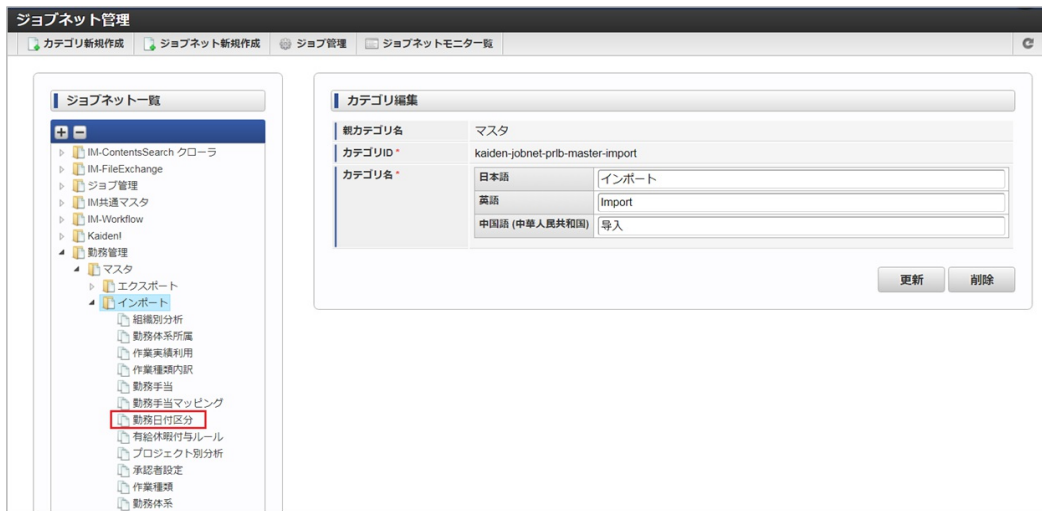 ジョブネット管理
カテゴリ新規作成 ジョブネット新規作成 ジョブ管理 ジョブネットモニタ一覧
ジョブネット一覧
IM-ContentsSearch クローラ
IM-FileExchange
ジョブ管理
IM共通マスタ
IM-Workflow
Kaiden!
勤務管理
マスタ
エクスポート
インポート
組織別分析
勤務体系所属
作業実績利用
作業種類内訳
勤務手当
勤務手当マッピング
勤務日付区分
有給休暇付与ルール
プロジェクト別分析
承認者設定
作業種類
勤務体系
カテゴリ編集
親カテゴリ名 マスタ
カテゴリID * kaiden-jobnet-prlb-master-import
カテゴリ名 * 日本語 インポート
英語 Import
中国語 (中華人民共和国) 导入
更新 削除